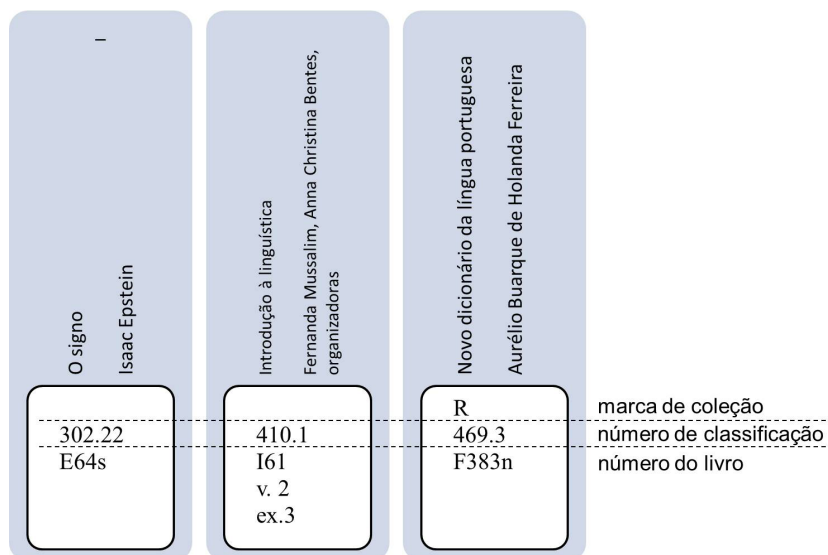 I
O signo
Isaac Epstein
302.22
E64s
Introdução à linguística
Fernanda Mussalim, Anna Christina Bentes,
organizadoras
410.1
I61
v. 2
ex.3
Novo dicionário da língua portuguesa
Aurélio Buarque de Holanda Ferreira
R
469.3
F383n
marca de coleção
número de classificação
número do livro